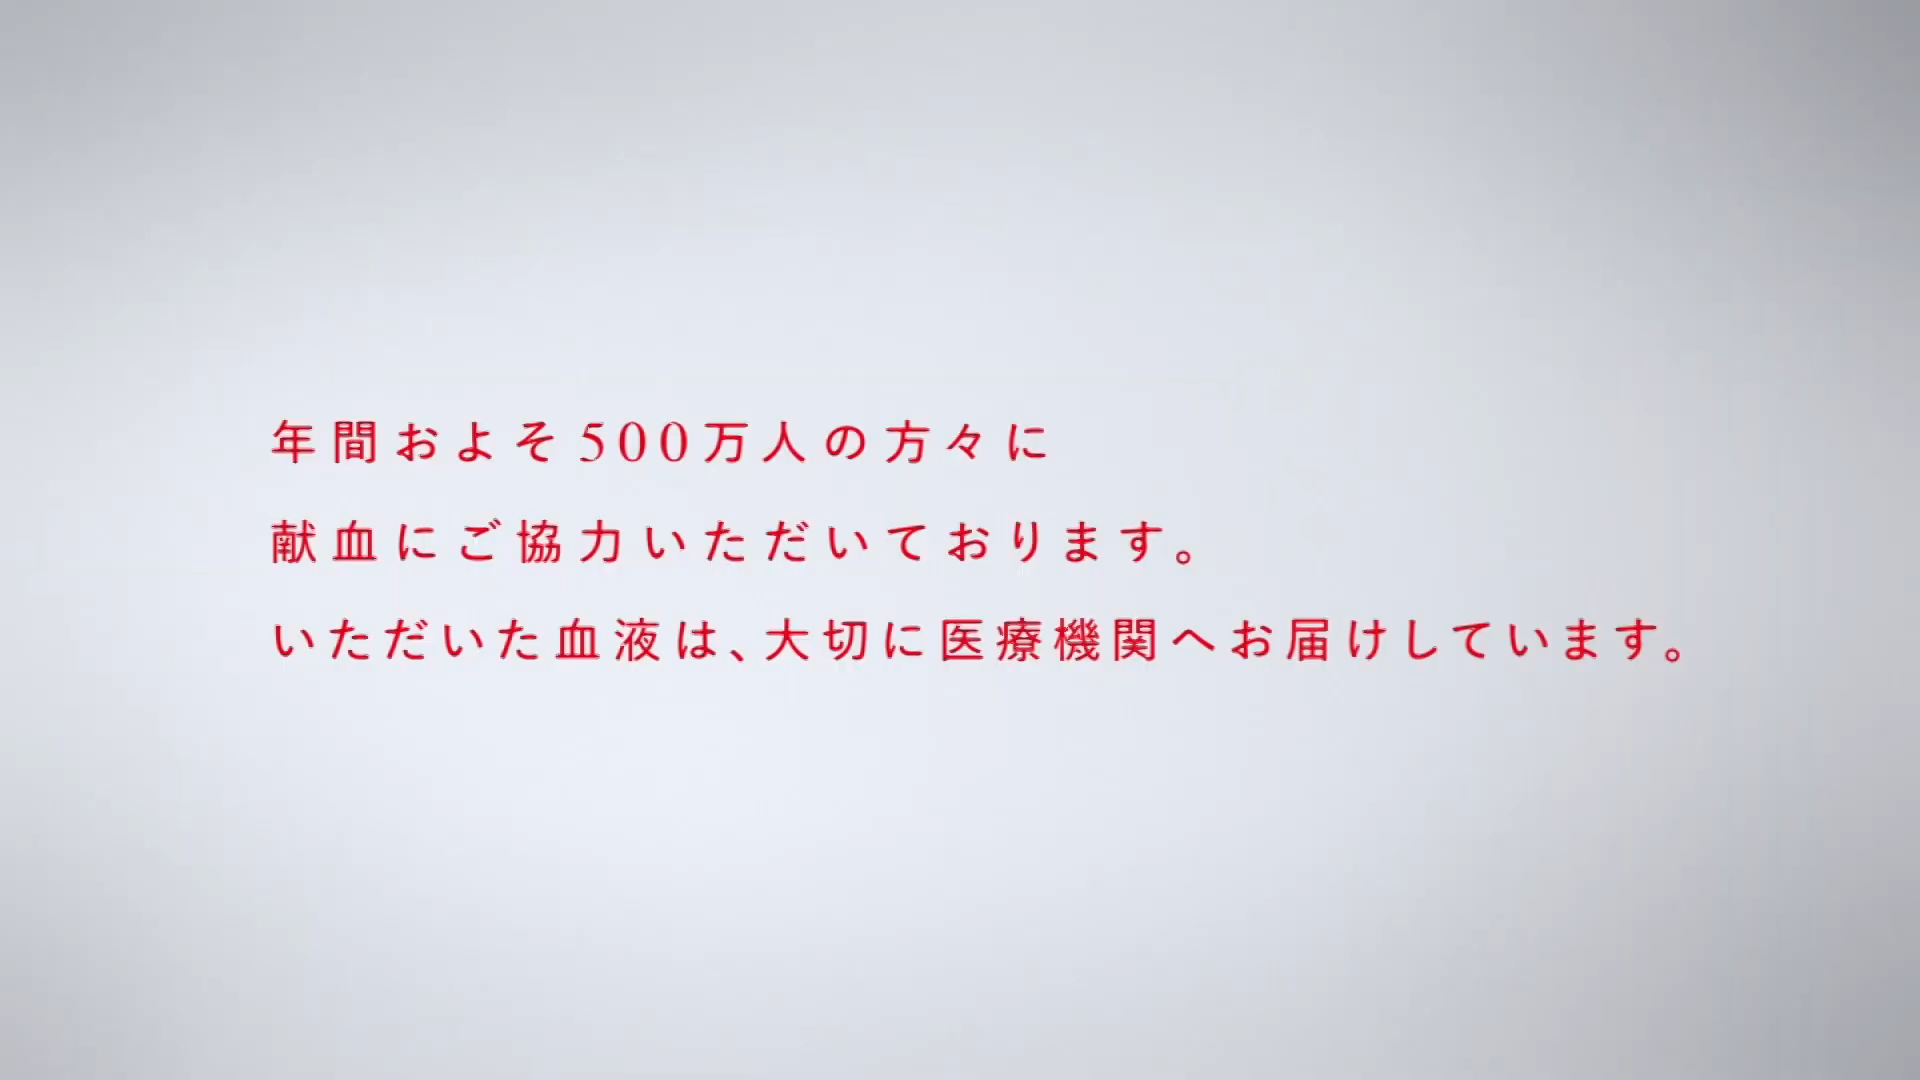 年間およそ500万人の方々に
献血にご協力いただいております。
いただいた血液は、大切に医療機関へお届けしています。